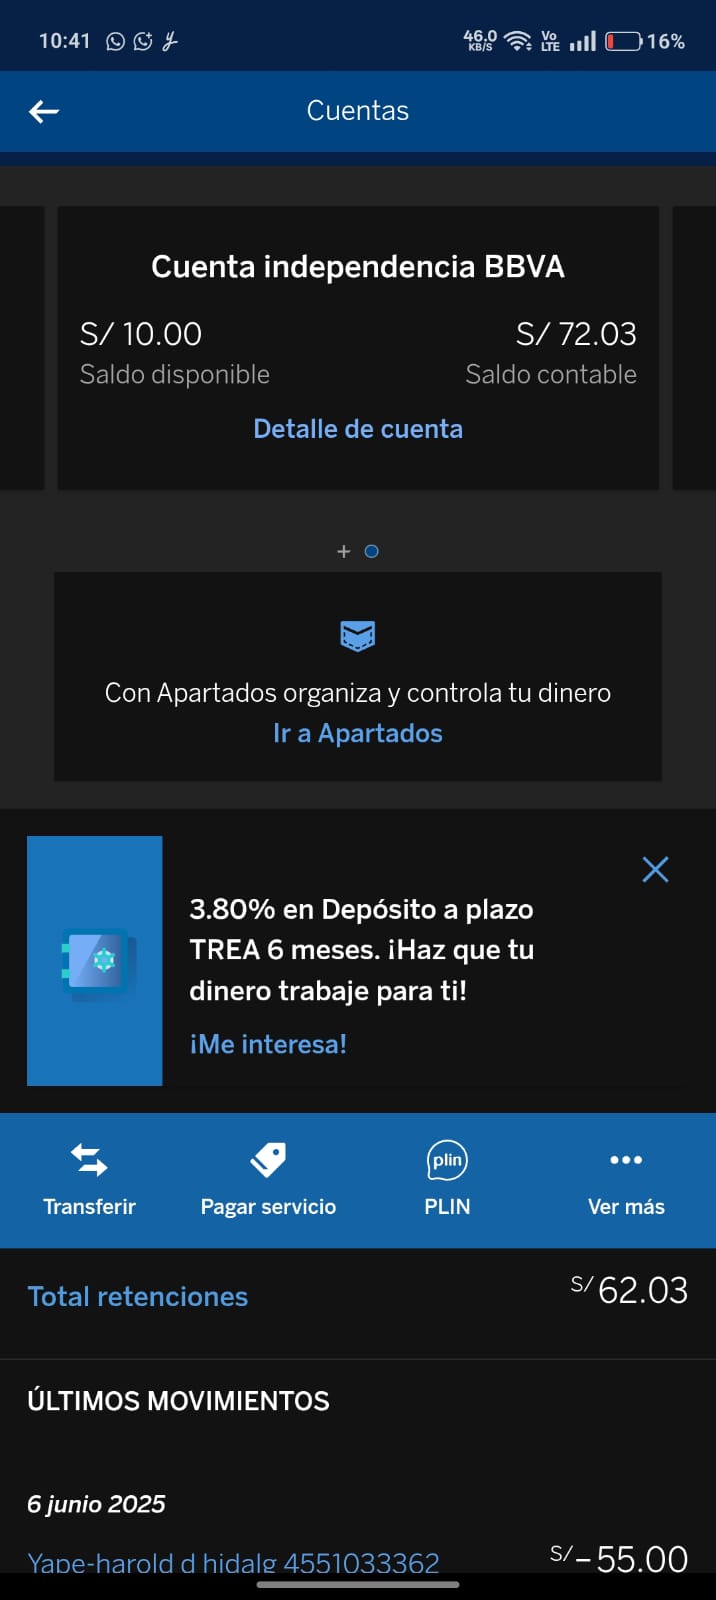 10:41
46.0 KB/S Vo LTE 16%
Cuentas
Cuenta independencia BBVA
S/ 10.00 S/ 72.03
Saldo disponible Saldo contable
Detalle de cuenta
Con Apartados organiza y controla tu dinero
Ir a Apartados
3.80% en Depósito a plazo
TREA 6 meses. ¡Haz que tu
dinero trabaje para ti!
¡Me interesa!
plin
Transferir Pagar servicio PLIN Ver más
Total retenciones S/ 62.03
ÚLTIMOS MOVIMIENTOS
6 junio 2025
Yape-harold d hidalg 4551033362 S/ -55.00